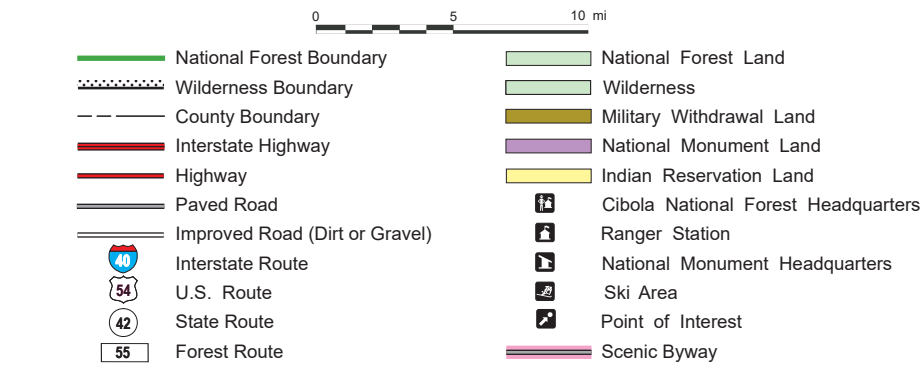 0 5 10 mi
National Forest Boundary
Wilderness Boundary
County Boundary
Interstate Highway
Highway
Paved Road
Improved Road (Dirt or Gravel)
40 Interstate Route
54 U.S. Route
42 State Route
55 Forest Route
National Forest Land
Wilderness
Military Withdrawal Land
National Monument Land
Indian Reservation Land
Cibola National Forest Headquarters
Ranger Station
National Monument Headquarters
Ski Area
Point of Interest
Scenic Byway